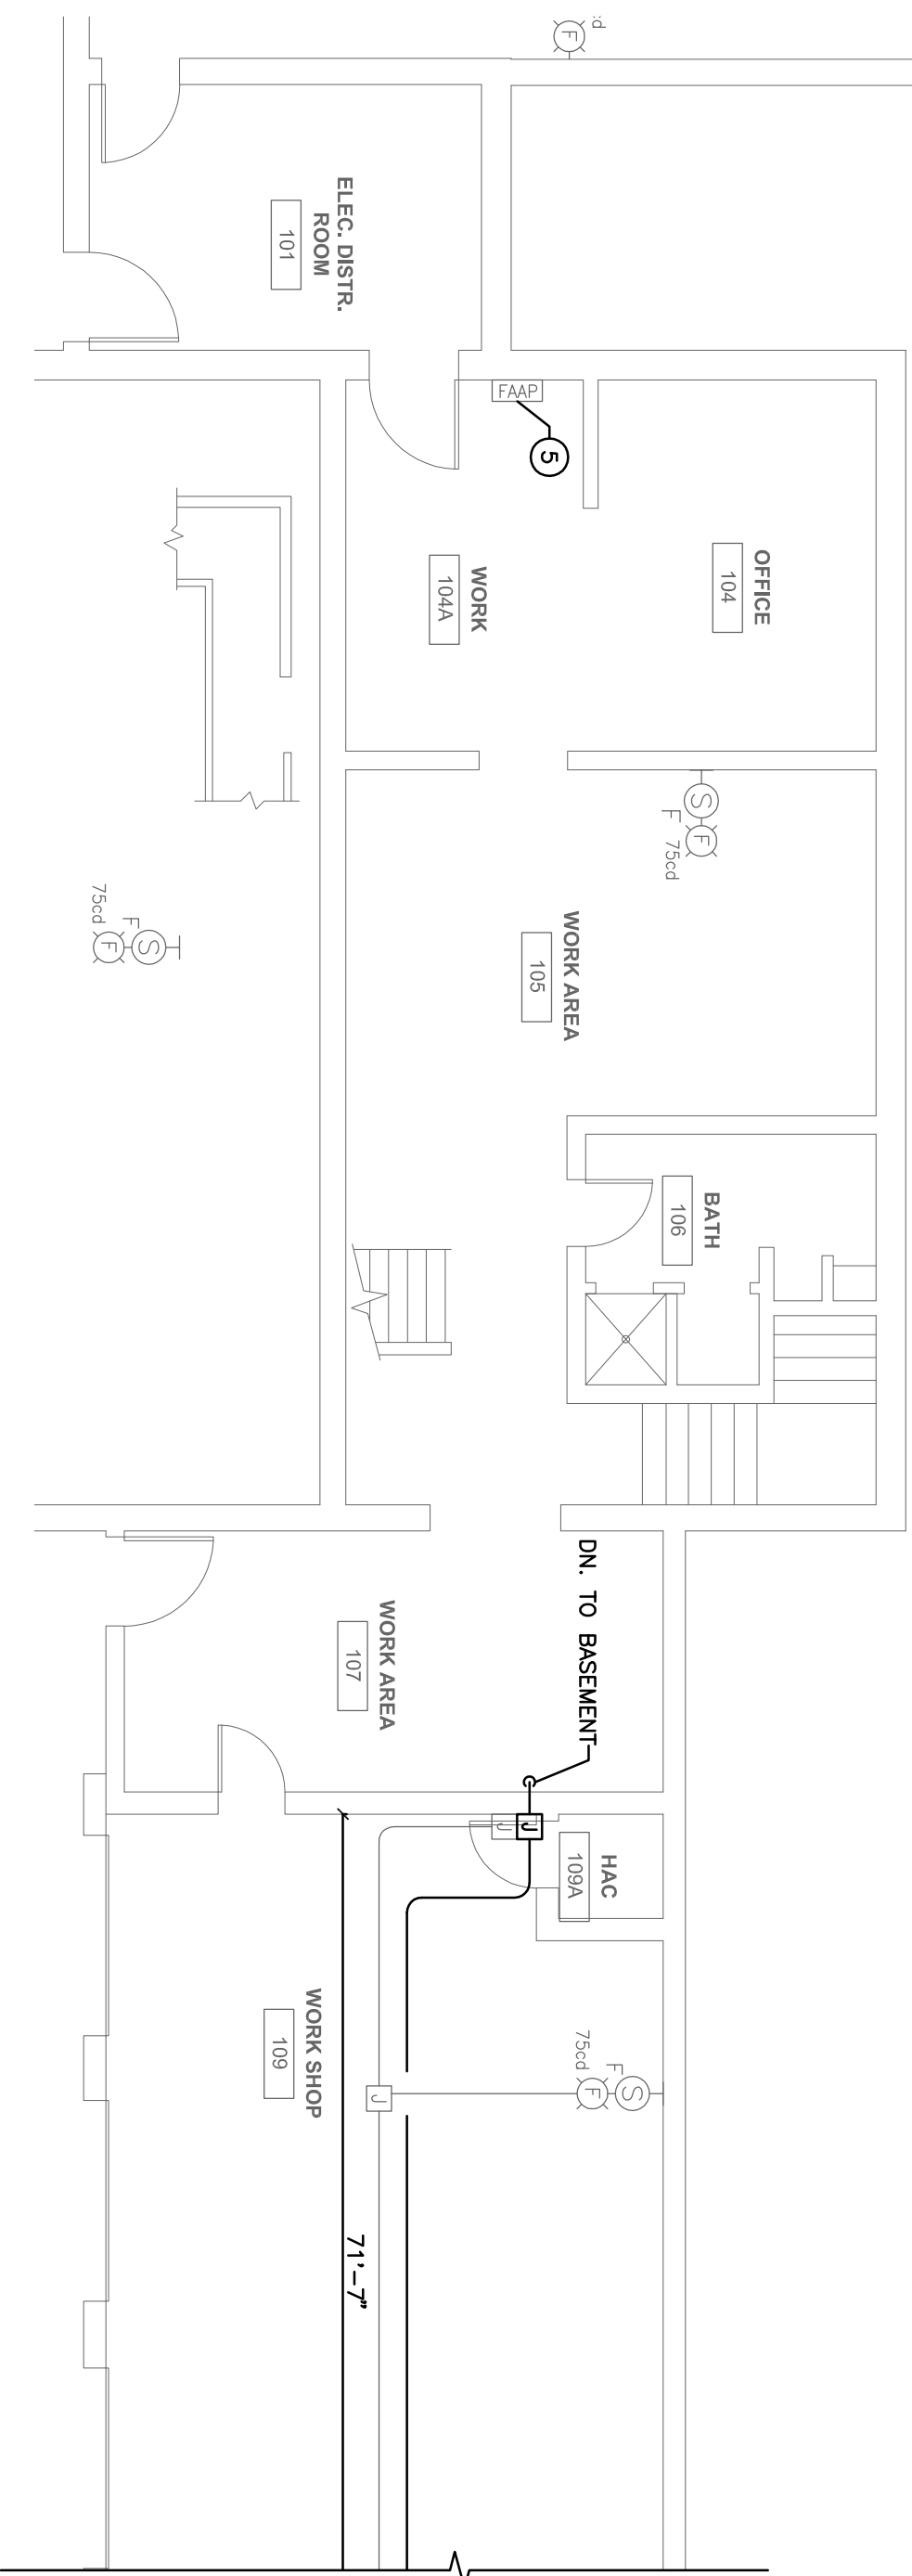 cd
F
ELEC. DISTR.
ROOM
101
FAAP
5
OFFICE
104
WORK
104A
S
F
F
75cd
WORK AREA
105
75cd
F
S
F
BATH
106
DN. TO BASEMENT
WORK AREA
107
J
J
HAC
109A
WORK SHOP
109
75cd
F
S
F
J
71'-7"